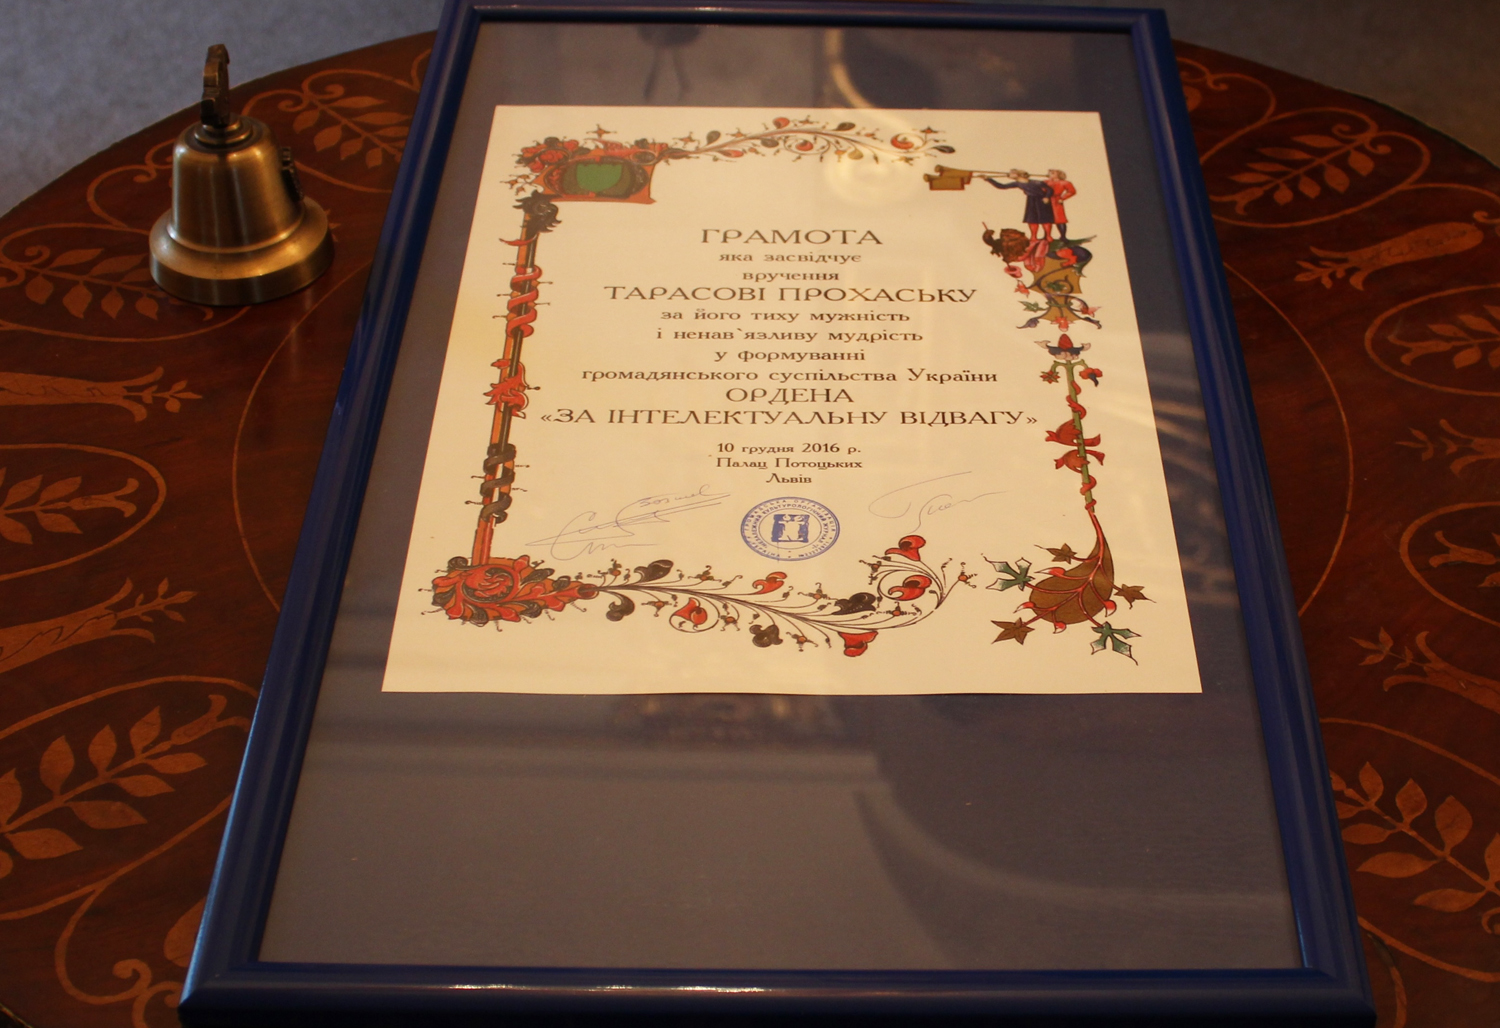 ГРАМОТА
яка засвідчує
вручення
ТАРАСОВІ ПРОХАСЬКУ
за його тиху мужність
і ненав`язливу мудрість
у формуванні
громадянського суспільства України
ОРДЕНА
«ЗА ІНТЕЛЕКТУАЛЬНУ ВІДВАГУ»
10 грудня 2016 р.
Палац Потоцьких
Львів